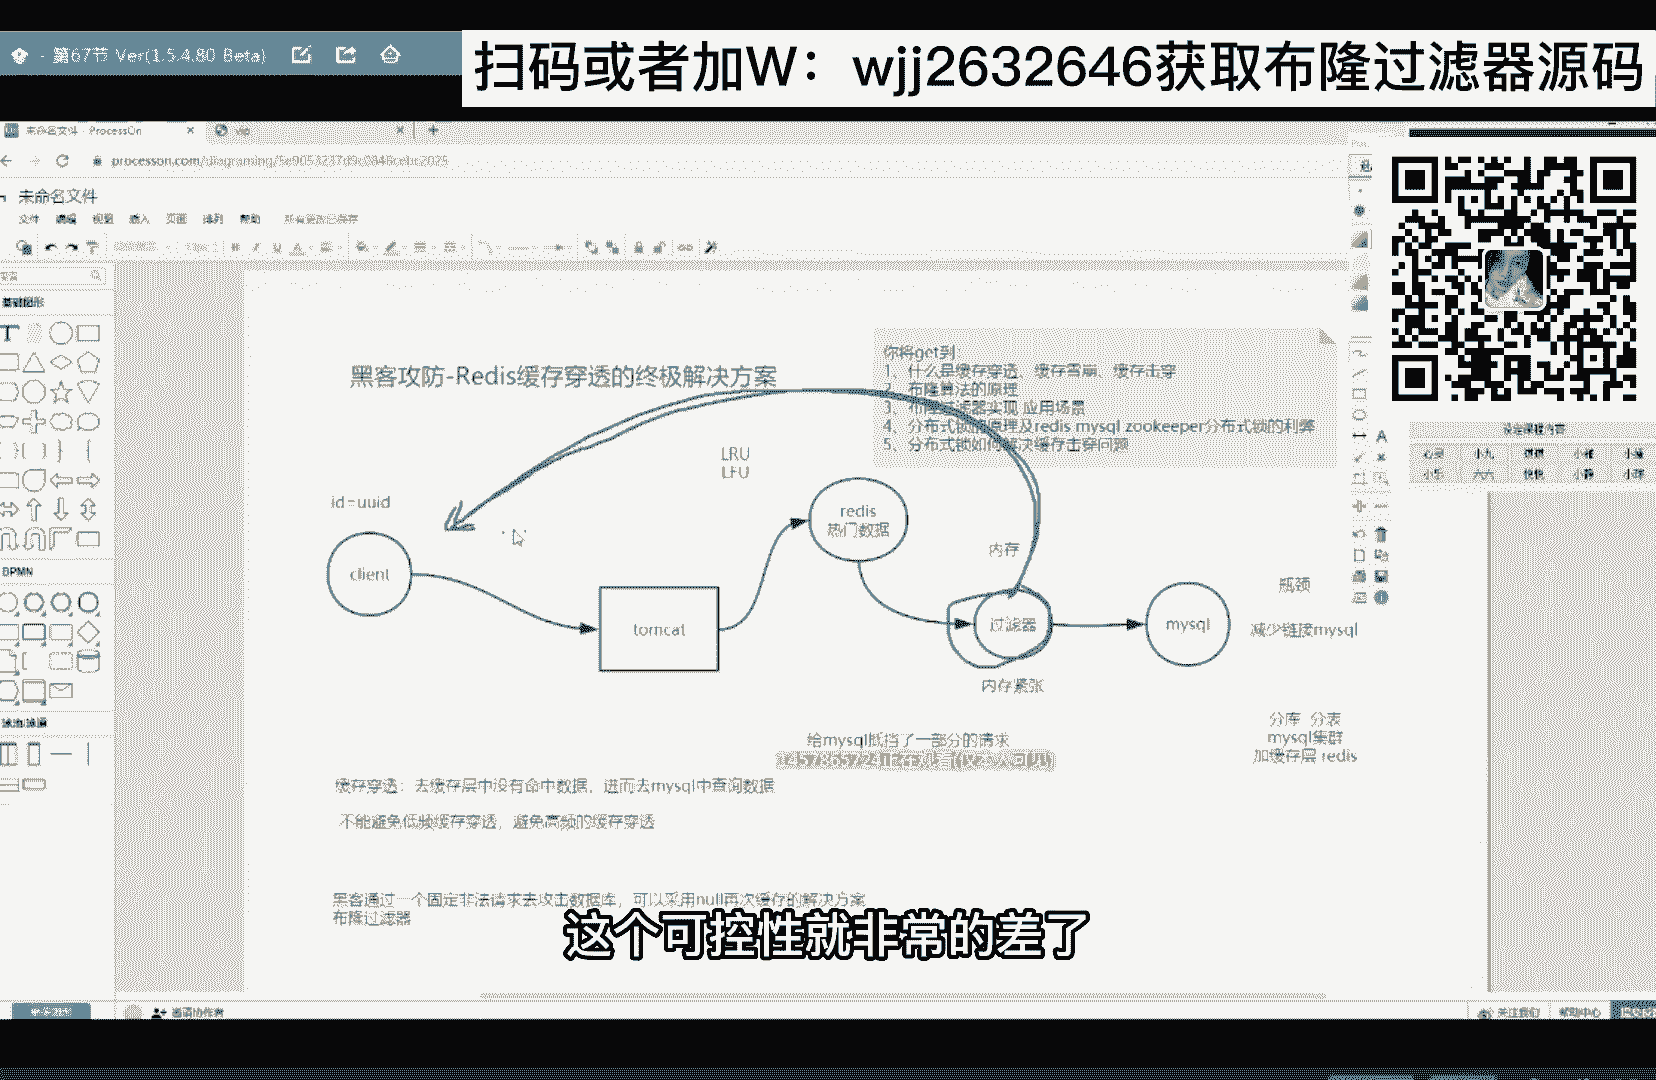 第67节 Ver(1.5.4.80 Beta)
扫码或者加W：wjj2632646获取布隆过滤器源码
未命名文件 - ProcessOn
vip
processon.com/diagraming/5e9053237d9c0848cebc2025
未命名文件
文件 编辑 视图 插入 页面 排列 帮助 所有更改已保存
基础图形
黑客攻防-Redis缓存穿透的终极解决方案
你将get到
1、什么是缓存穿透、缓存雪崩、缓存击穿
2、布隆算法的原理
3、布隆过滤器实现 应用场景
4、分布式锁的原理及redis mysql zookeeper分布式锁的利弊
5、分布式锁如何解决缓存击穿问题
LRU
LFU
id=uuid
client
tomcat
redis
热门数据
内存
过滤器
内存紧张
mysql
瓶颈
减少链接mysql
分库 分表
mysql集群
加缓存层 redis
给mysql抵挡了一部分的请求
缓存穿透：去缓存层中没有命中数据，进而去mysql中查询数据
不能避免低频缓存穿透，避免高频的缓存穿透
黑客通过一个固定非法请求去攻击数据库，可以采用null再次缓存的解决方案
布隆过滤器
这个可控性就非常的差了
BPMN
邀请协作者
关注我们
帮助中心